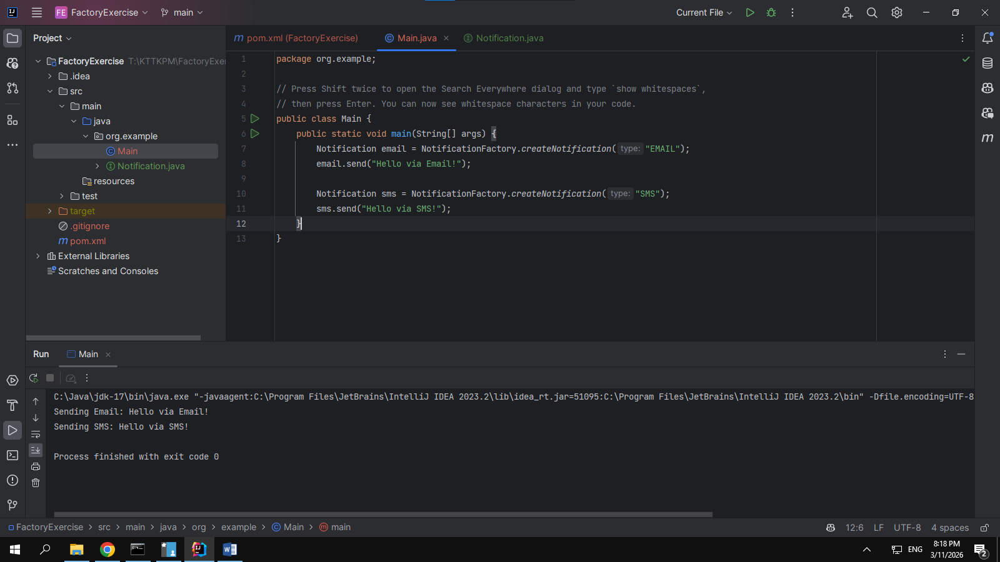 FE FactoryExercise main Current File
Project
m pom.xml (FactoryExercise) Main.java Notification.java
FactoryExercise T:\KTTKPM\FactoryExer
.idea
src
main
java
org.example
Main
Notification.java
resources
test
target
.gitignore
m pom.xml
External Libraries
Scratches and Consoles
1 package org.example;
2
3 // Press Shift twice to open the Search Everywhere dialog and type `show whitespaces`,
4 // then press Enter. You can now see whitespace characters in your code.
5 public class Main {
6 public static void main(String[] args) {
7 Notification email = NotificationFactory.createNotification( type: "EMAIL");
8 email.send("Hello via Email!");
9
10 Notification sms = NotificationFactory.createNotification( type: "SMS");
11 sms.send("Hello via SMS!");
12 }
13 }
Run Main
C:\Java\jdk-17\bin\java.exe "-javaagent:C:\Program Files\JetBrains\IntelliJ IDEA 2023.2\lib\idea_rt.jar=51095:C:\Program Files\JetBrains\IntelliJ IDEA 2023.2\bin" -Dfile.encoding=UTF-8
Sending Email: Hello via Email!
Sending SMS: Hello via SMS!
Process finished with exit code 0
FactoryExercise > src > main > java > org > example > Main > main 12:6 LF UTF-8 4 spaces
ENG
8:18 PM
3/11/2026
2